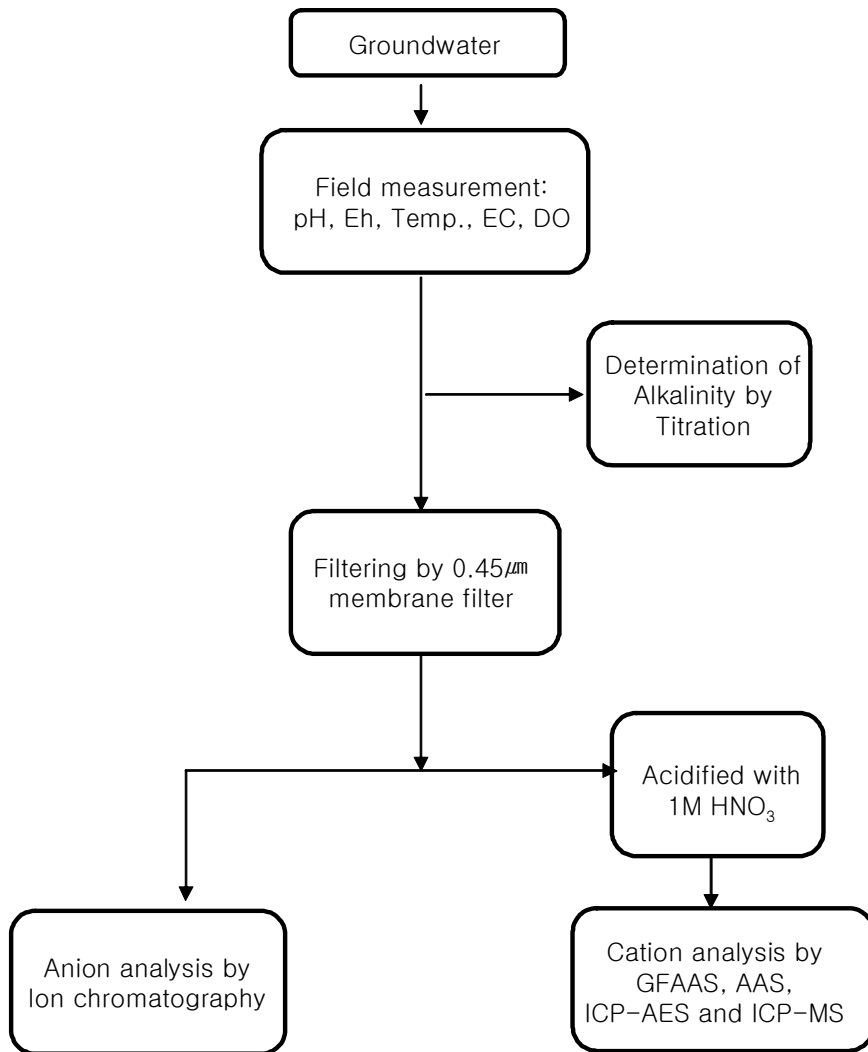 Groundwater
Field measurement:
pH, Eh, Temp., EC, DO
Determination of
Alkalinity by
Titration
Filtering by 0.45㎛
membrane filter
Acidified with
1M HNO₃
Anion analysis by
Ion chromatography
Cation analysis by
GFAAS, AAS,
ICP-AES and ICP-MS